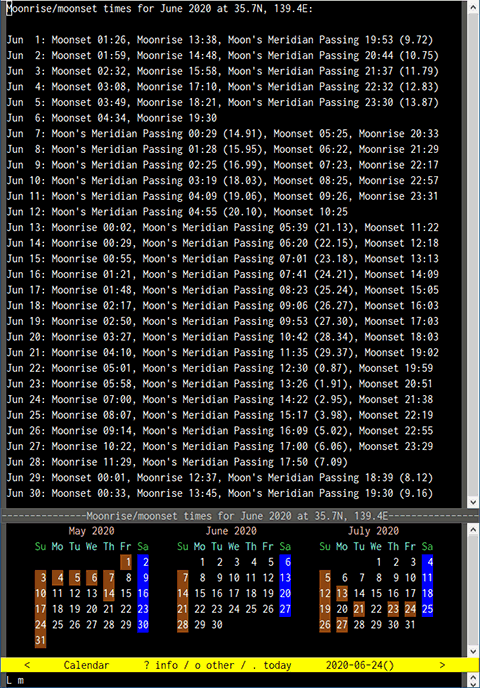 Moonrise/moonset times for June 2020 at 35.7N, 139.4E:
Jun  1: Moonset 01:26, Moonrise 13:38, Moon's Meridian Passing 19:53 (9.72)
Jun  2: Moonset 01:59, Moonrise 14:48, Moon's Meridian Passing 20:44 (10.75)
Jun  3: Moonset 02:32, Moonrise 15:58, Moon's Meridian Passing 21:37 (11.79)
Jun  4: Moonset 03:08, Moonrise 17:10, Moon's Meridian Passing 22:32 (12.83)
Jun  5: Moonset 03:49, Moonrise 18:21, Moon's Meridian Passing 23:30 (13.87)
Jun  6: Moonset 04:34, Moonrise 19:30
Jun  7: Moon's Meridian Passing 00:29 (14.91), Moonset 05:25, Moonrise 20:33
Jun  8: Moon's Meridian Passing 01:28 (15.95), Moonset 06:22, Moonrise 21:29
Jun  9: Moon's Meridian Passing 02:25 (16.99), Moonset 07:23, Moonrise 22:17
Jun 10: Moon's Meridian Passing 03:19 (18.03), Moonset 08:25, Moonrise 22:57
Jun 11: Moon's Meridian Passing 04:09 (19.06), Moonset 09:26, Moonrise 23:31
Jun 12: Moon's Meridian Passing 04:55 (20.10), Moonset 10:25
Jun 13: Moonrise 00:02, Moon's Meridian Passing 05:39 (21.13), Moonset 11:22
Jun 14: Moonrise 00:29, Moon's Meridian Passing 06:20 (22.15), Moonset 12:18
Jun 15: Moonrise 00:55, Moon's Meridian Passing 07:01 (23.18), Moonset 13:13
Jun 16: Moonrise 01:21, Moon's Meridian Passing 07:41 (24.21), Moonset 14:09
Jun 17: Moonrise 01:48, Moon's Meridian Passing 08:23 (25.24), Moonset 15:05
Jun 18: Moonrise 02:17, Moon's Meridian Passing 09:06 (26.27), Moonset 16:03
Jun 19: Moonrise 02:50, Moon's Meridian Passing 09:53 (27.30), Moonset 17:03
Jun 20: Moonrise 03:27, Moon's Meridian Passing 10:42 (28.34), Moonset 18:03
Jun 21: Moonrise 04:10, Moon's Meridian Passing 11:35 (29.37), Moonset 19:02
Jun 22: Moonrise 05:01, Moon's Meridian Passing 12:30 (0.87), Moonset 19:59
Jun 23: Moonrise 05:58, Moon's Meridian Passing 13:26 (1.91), Moonset 20:51
Jun 24: Moonrise 07:00, Moon's Meridian Passing 14:22 (2.95), Moonset 21:38
Jun 25: Moonrise 08:07, Moon's Meridian Passing 15:17 (3.98), Moonset 22:19
Jun 26: Moonrise 09:14, Moon's Meridian Passing 16:09 (5.02), Moonset 22:55
Jun 27: Moonrise 10:22, Moon's Meridian Passing 17:00 (6.06), Moonset 23:29
Jun 28: Moonrise 11:29, Moon's Meridian Passing 17:50 (7.09)
Jun 29: Moonset 00:01, Moonrise 12:37, Moon's Meridian Passing 18:39 (8.12)
Jun 30: Moonset 00:33, Moonrise 13:45, Moon's Meridian Passing 19:30 (9.16)
---------------Moonrise/moonset times for June 2020 at 35.7N, 139.4E---------------
May 2020 June 2020 July 2020
Su Mo Tu We Th Fr Sa Su Mo Tu We Th Fr Sa Su Mo Tu We Th Fr Sa
1 2 1 2 3 4 5 6 1 2 3 4
3 4 5 6 7 8 9 7 8 9 10 11 12 13 5 6 7 8 9 10 11
10 11 12 13 14 15 16 14 15 16 17 18 19 20 12 13 14 15 16 17 18
17 18 19 20 21 22 23 21 22 23 24 25 26 27 19 20 21 22 23 24 25
24 25 26 27 28 29 30 28 29 30 26 27 28 29 30 31
31
< Calendar ? info / o other / . today 2020-06-24() >
L m